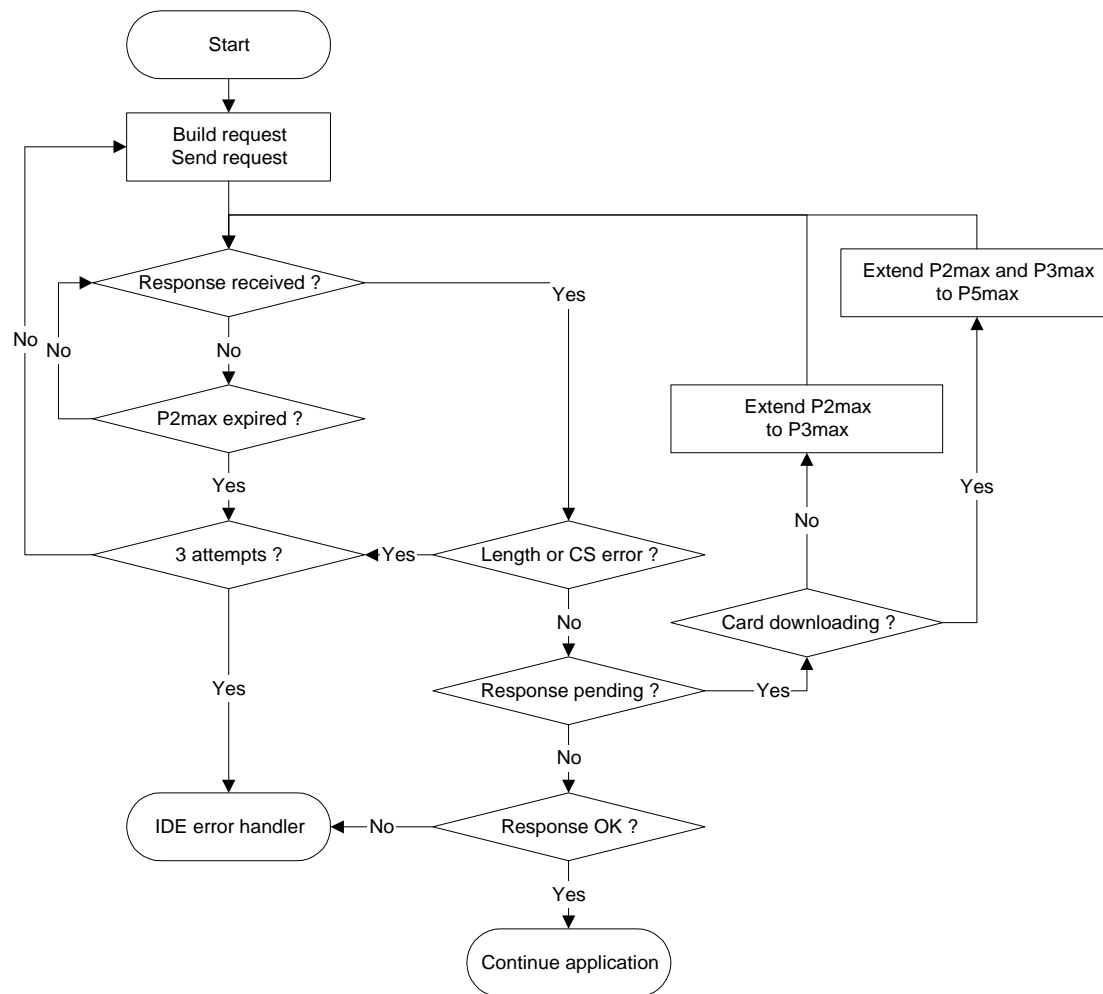 Start
Build request
Send request
Response received ?
Yes
Extend P2max and P3max
to P5max
No
No
No
P2max expired ?
Extend P2max
to P3max
Yes
Yes
No
3 attempts ?
Yes
Length or CS error ?
No
Card downloading ?
Yes
Response pending ?
Yes
No
IDE error handler
No
Response OK ?
Yes
Continue application